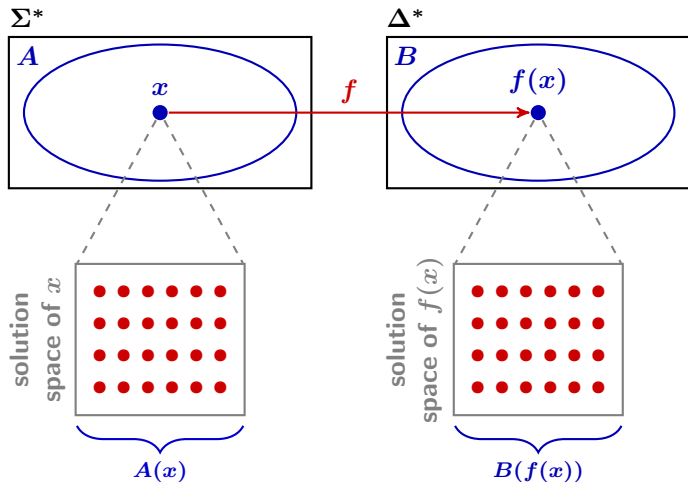 Σ*
Δ*
A
B
x
f(x)
f
solution
space of x
solution
space of f(x)
A(x)
B(f(x))